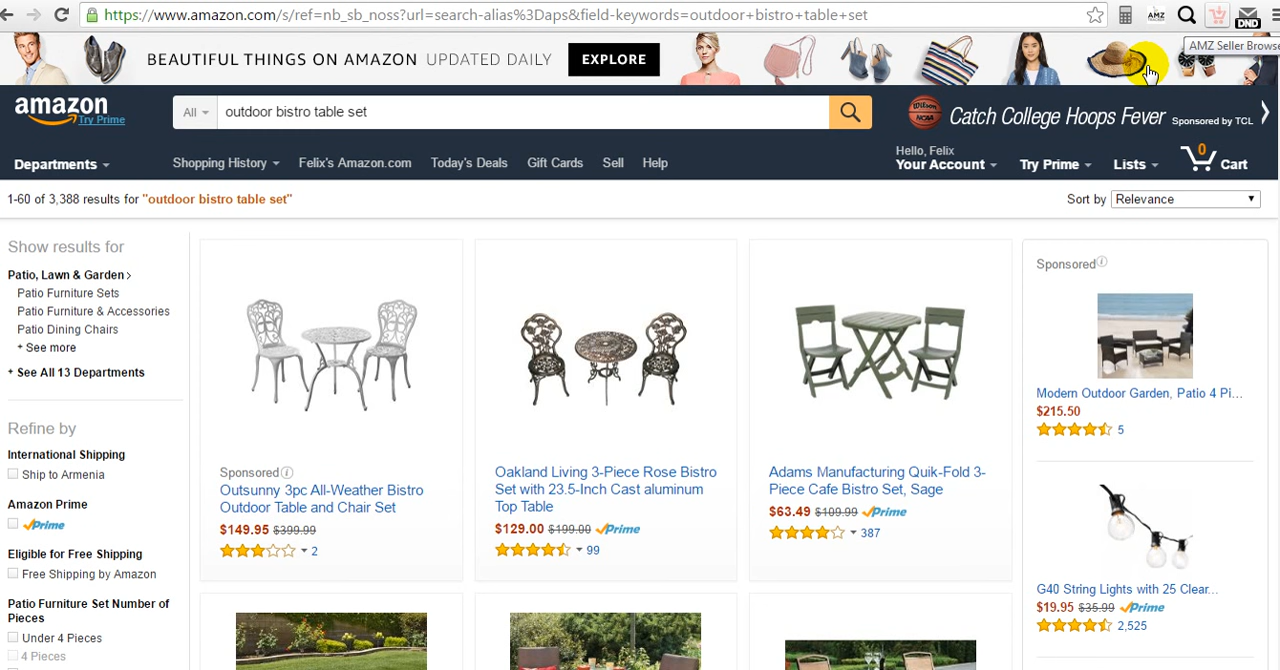 https://www.amazon.com/s/ref=nb_sb_noss?url=search-alias%3Daps&field-keywords=outdoor+bistro+table+set
AMZ
DND
AMZ Seller Browse
BEAUTIFUL THINGS ON AMAZON UPDATED DAILY EXPLORE
amazon
Try Prime
All outdoor bistro table set
Wilson
NCAA
Catch College Hoops Fever Sponsored by TCL
Departments
Shopping History Felix's Amazon.com Today's Deals Gift Cards Sell Help
Hello, Felix
Your Account Try Prime Lists 0 Cart
1-60 of 3,388 results for "outdoor bistro table set"
Sort by Relevance
Show results for
Patio, Lawn & Garden
Patio Furniture Sets
Patio Furniture & Accessories
Patio Dining Chairs
+ See more
+ See All 13 Departments
Refine by
International Shipping
Ship to Armenia
Amazon Prime
Prime
Eligible for Free Shipping
Free Shipping by Amazon
Patio Furniture Set Number of
Pieces
Under 4 Pieces
4 Pieces
Sponsored
Outsunny 3pc All-Weather Bistro
Outdoor Table and Chair Set
$149.95 $399.99
2
Oakland Living 3-Piece Rose Bistro
Set with 23.5-Inch Cast aluminum
Top Table
$129.00 $199.00 Prime
99
Adams Manufacturing Quik-Fold 3-
Piece Cafe Bistro Set, Sage
$63.49 $109.99 Prime
387
Sponsored
Modern Outdoor Garden, Patio 4 Pi...
$215.50
5
G40 String Lights with 25 Clear...
$19.95 $35.99 Prime
2,525